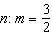 n: m = 3/2